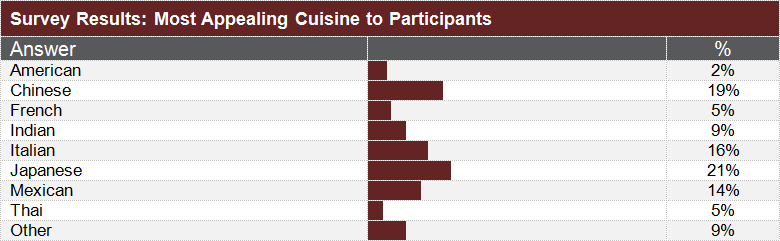 Survey Results: Most Appealing Cuisine to Participants
Answer %
American 2%
Chinese 19%
French 5%
Indian 9%
Italian 16%
Japanese 21%
Mexican 14%
Thai 5%
Other 9%